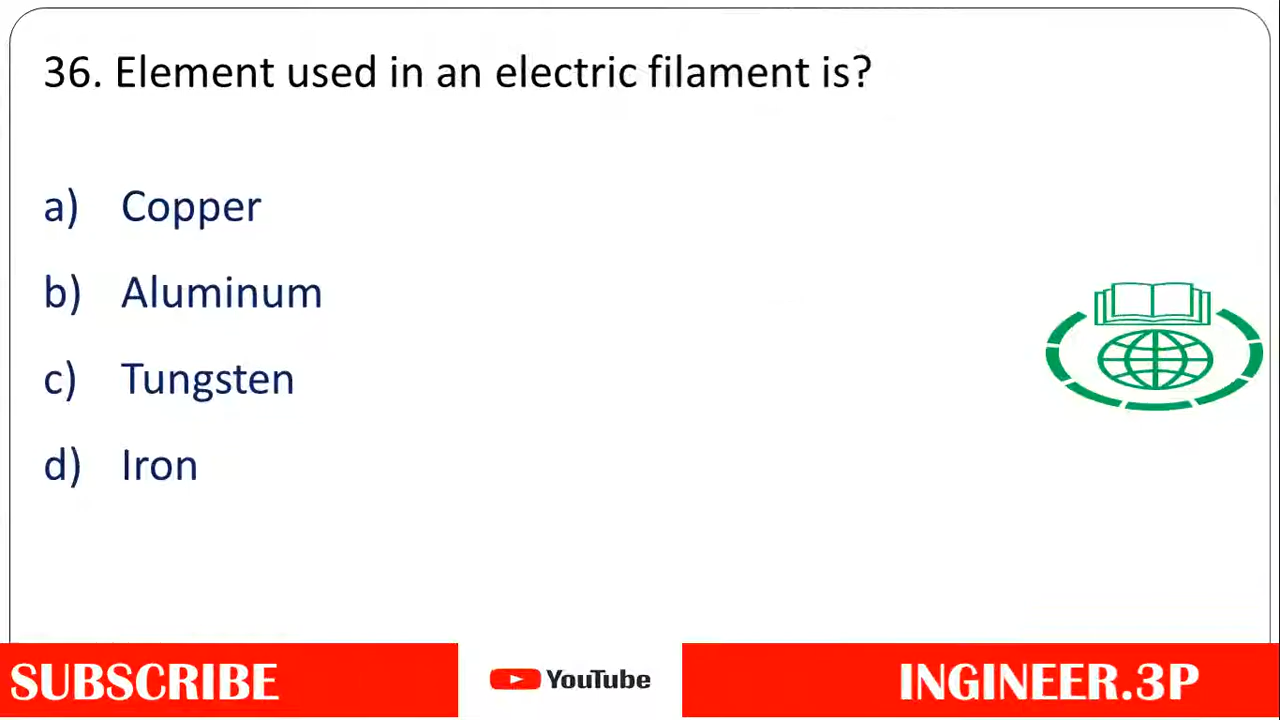 36. Element used in an electric filament is?
a) Copper
b) Aluminum
c) Tungsten
d) Iron
SUBSCRIBE YouTube INGINEER.3P